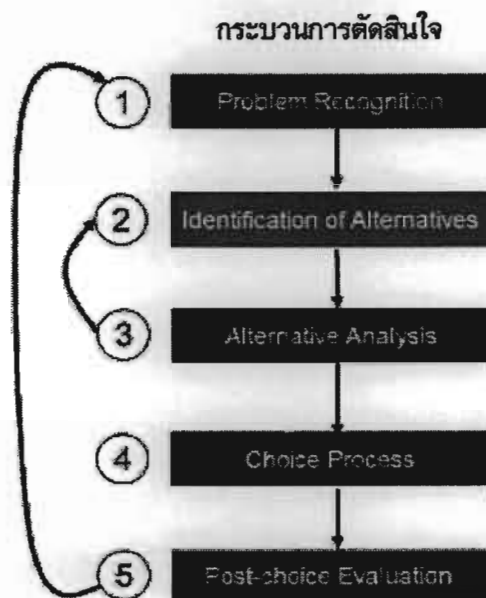 กระบวนการตัดสินใจ
1 Problem Recognition
2 Identification of Alternatives
3 Alternative Analysis
4 Choice Process
5 Post-choice Evaluation